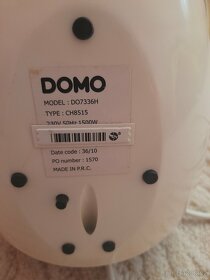 DOMO
MODEL : DO7336H
TYPE : CH8515
230V 50Hz 1500W
Date code : 36/10
PO number : 1570
MADE IN P.R.C.